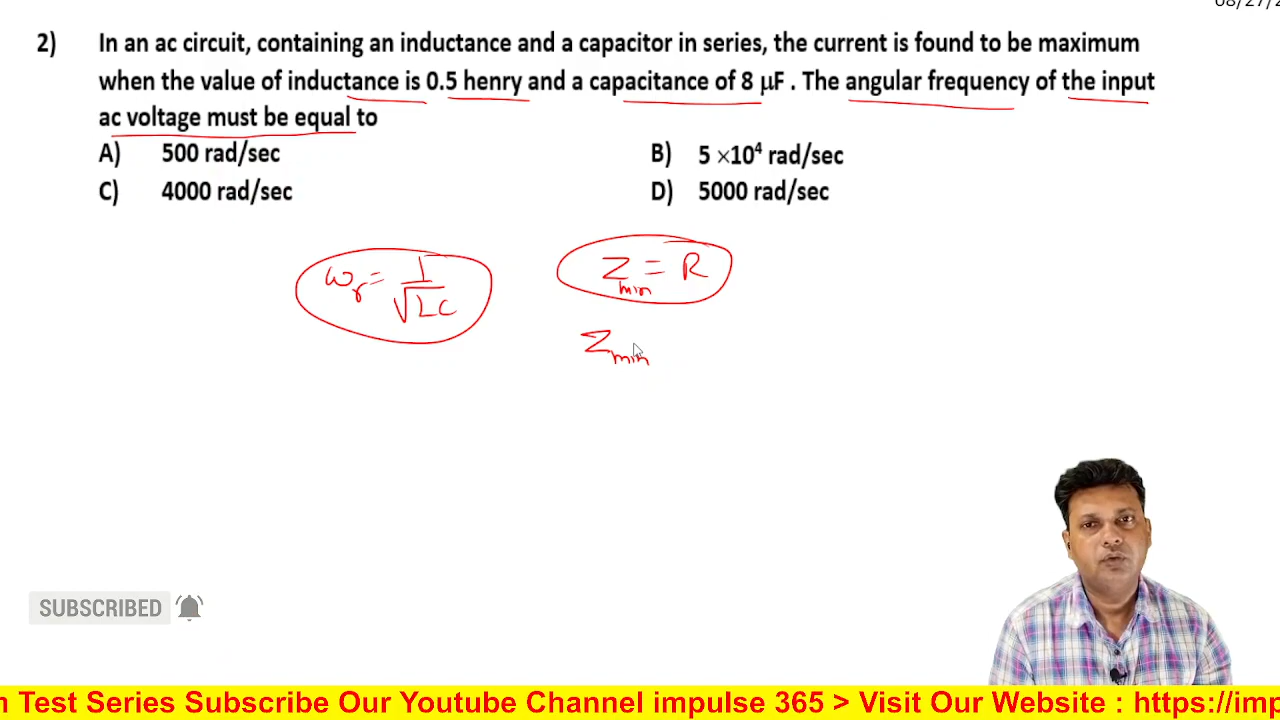 2) In an ac circuit, containing an inductance and a capacitor in series, the current is found to be maximum
when the value of inductance is 0.5 henry and a capacitance of 8 μF . The angular frequency of the input
ac voltage must be equal to
A) 500 rad/sec B) 5 ×10⁴ rad/sec
C) 4000 rad/sec D) 5000 rad/sec
ωr = 1/√LC
Zmin = R
Zmin
SUBSCRIBED
Test Series Subscribe Our Youtube Channel impulse 365 > Visit Our Website : https://imp